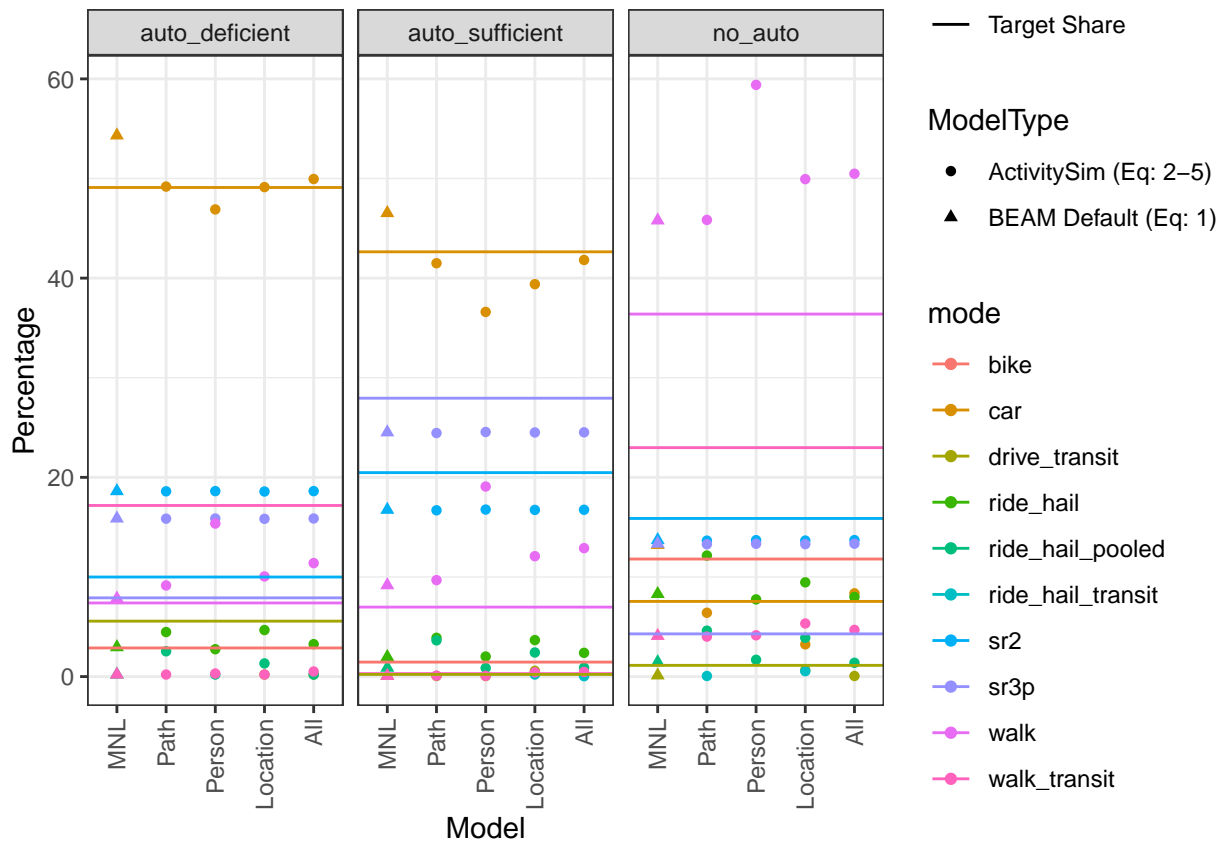 auto_deficient
auto_sufficient
no_auto
Percentage
60
40
20
0
MNL
Path
Person
Location
All
MNL
Path
Person
Location
All
MNL
Path
Person
Location
All
Model
Target Share
ModelType
ActivitySim (Eq: 2−5)
BEAM Default (Eq: 1)
mode
bike
car
drive_transit
ride_hail
ride_hail_pooled
ride_hail_transit
sr2
sr3p
walk
walk_transit